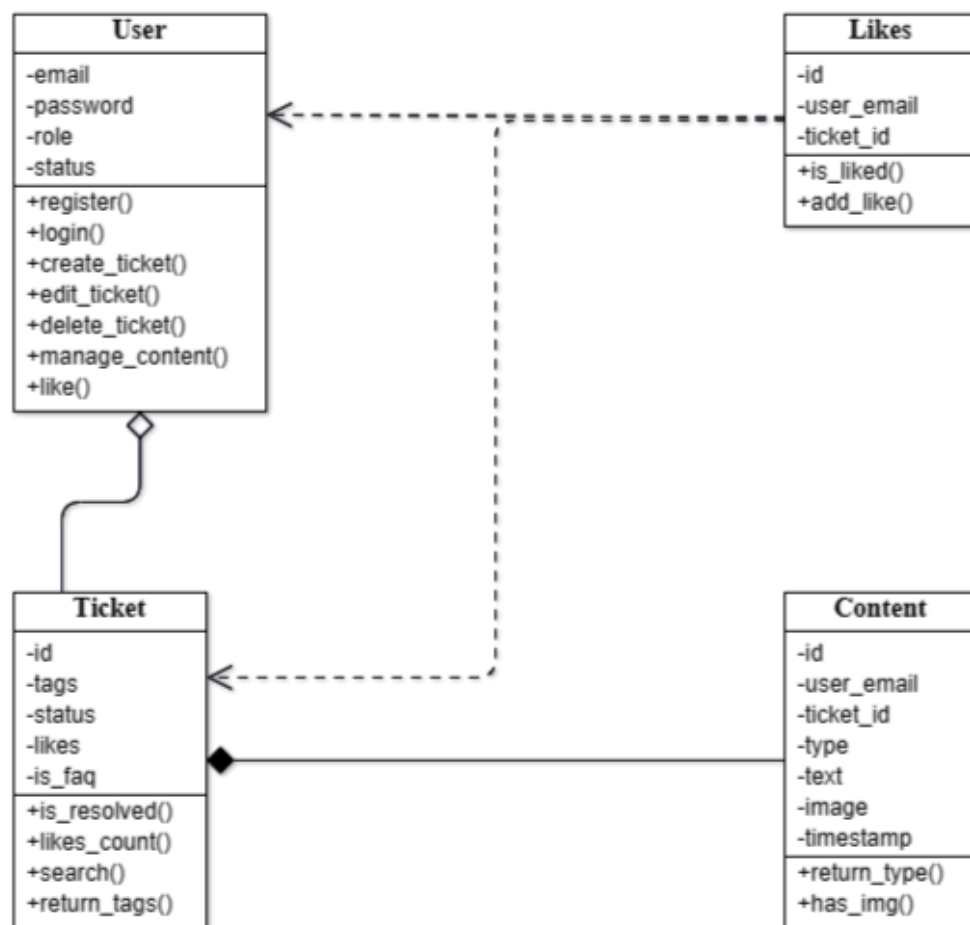 User
-email
-password
-role
-status
+register()
+login()
+create_ticket()
+edit_ticket()
+delete_ticket()
+manage_content()
+like()
Likes
-id
-user_email
-ticket_id
+is_liked()
+add_like()
Ticket
-id
-tags
-status
-likes
-is_faq
+is_resolved()
+likes_count()
+search()
+return_tags()
Content
-id
-user_email
-ticket_id
-type
-text
-image
-timestamp
+return_type()
+has_img()